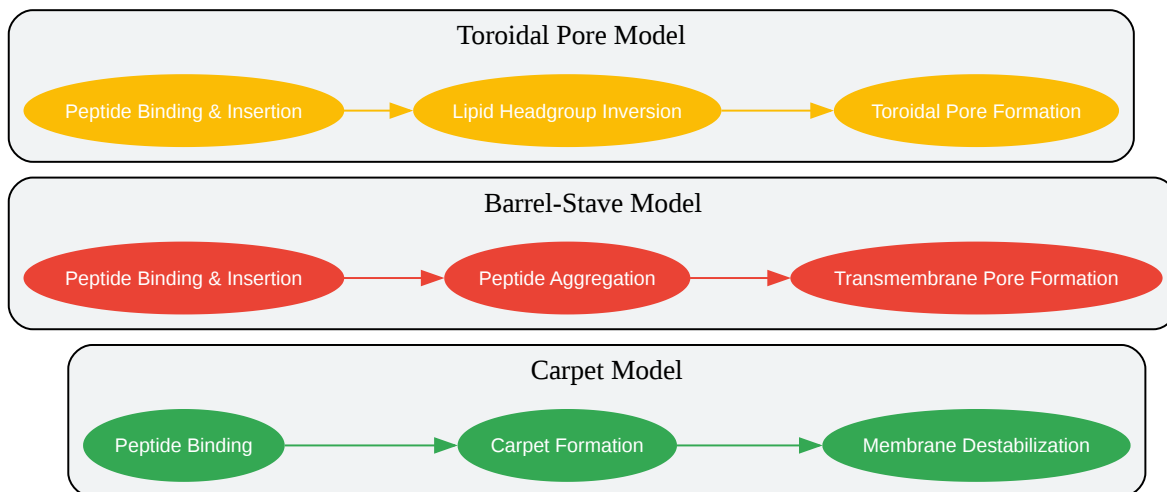 Toroidal Pore Model
Peptide Binding & Insertion
Lipid Headgroup Inversion
Toroidal Pore Formation
Barrel-Stave Model
Peptide Binding & Insertion
Peptide Aggregation
Transmembrane Pore Formation
Carpet Model
Peptide Binding
Carpet Formation
Membrane Destabilization